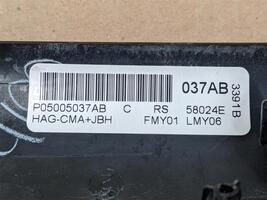 037AB
3391B
P05005037AB C RS 58024E
HAG-CMA+JBH FMY01 LMY06